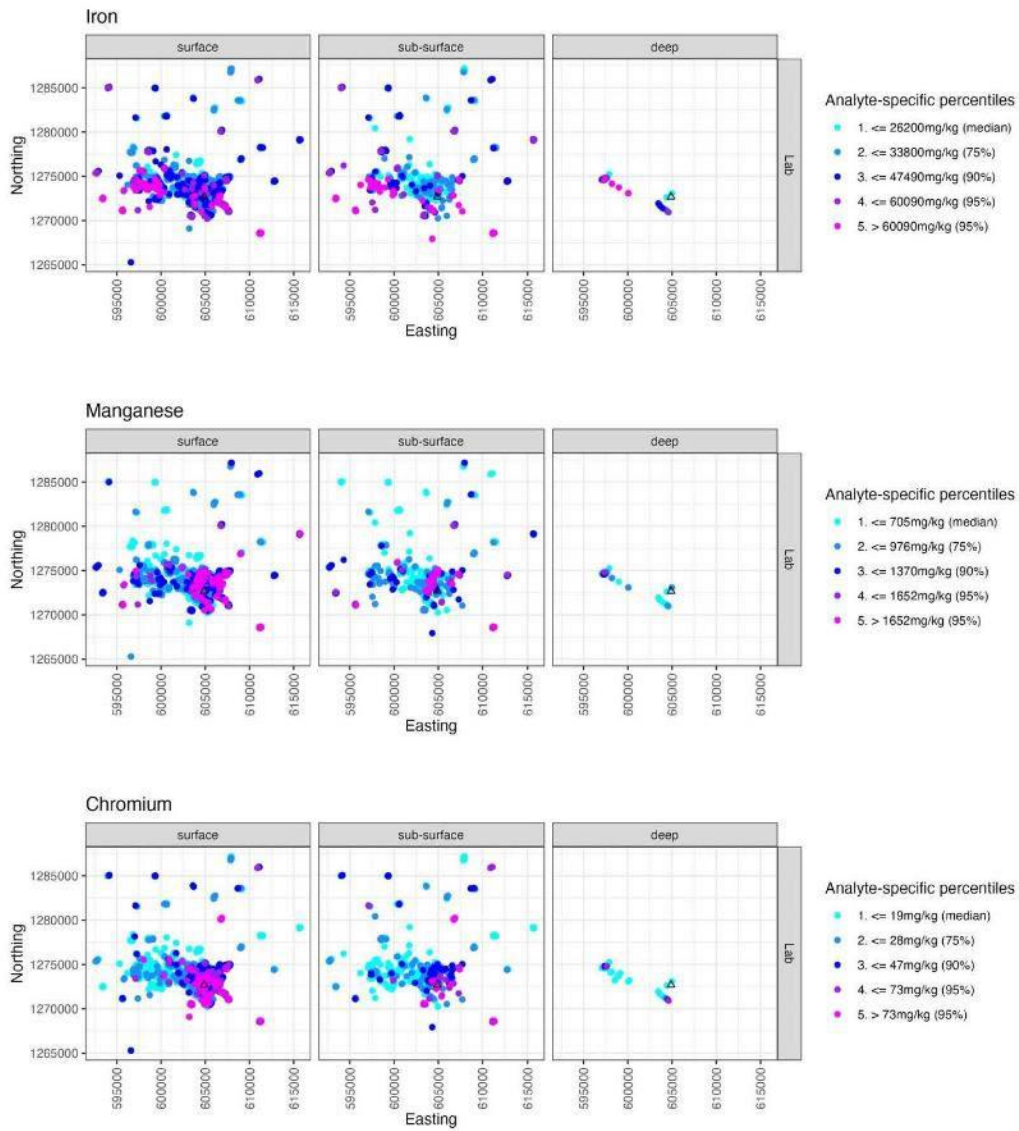 Iron
surface sub-surface deep
1285000
1280000
1275000
1270000
1265000
Northing
Lab
595000 600000 605000 610000 615000 595000 600000 605000 610000 615000 595000 600000 605000 610000 615000
Easting
Analyte-specific percentiles
1. <= 26200mg/kg (median)
2. <= 33800mg/kg (75%)
3. <= 47490mg/kg (90%)
4. <= 60090mg/kg (95%)
5. > 60090mg/kg (95%)
Manganese
surface sub-surface deep
1285000
1280000
1275000
1270000
1265000
Northing
Lab
595000 600000 605000 610000 615000 595000 600000 605000 610000 615000 595000 600000 605000 610000 615000
Easting
Analyte-specific percentiles
1. <= 705mg/kg (median)
2. <= 976mg/kg (75%)
3. <= 1370mg/kg (90%)
4. <= 1652mg/kg (95%)
5. > 1652mg/kg (95%)
Chromium
surface sub-surface deep
1285000
1280000
1275000
1270000
1265000
Northing
Lab
595000 600000 605000 610000 615000 595000 600000 605000 610000 615000 595000 600000 605000 610000 615000
Easting
Analyte-specific percentiles
1. <= 19mg/kg (median)
2. <= 28mg/kg (75%)
3. <= 47mg/kg (90%)
4. <= 73mg/kg (95%)
5. > 73mg/kg (95%)